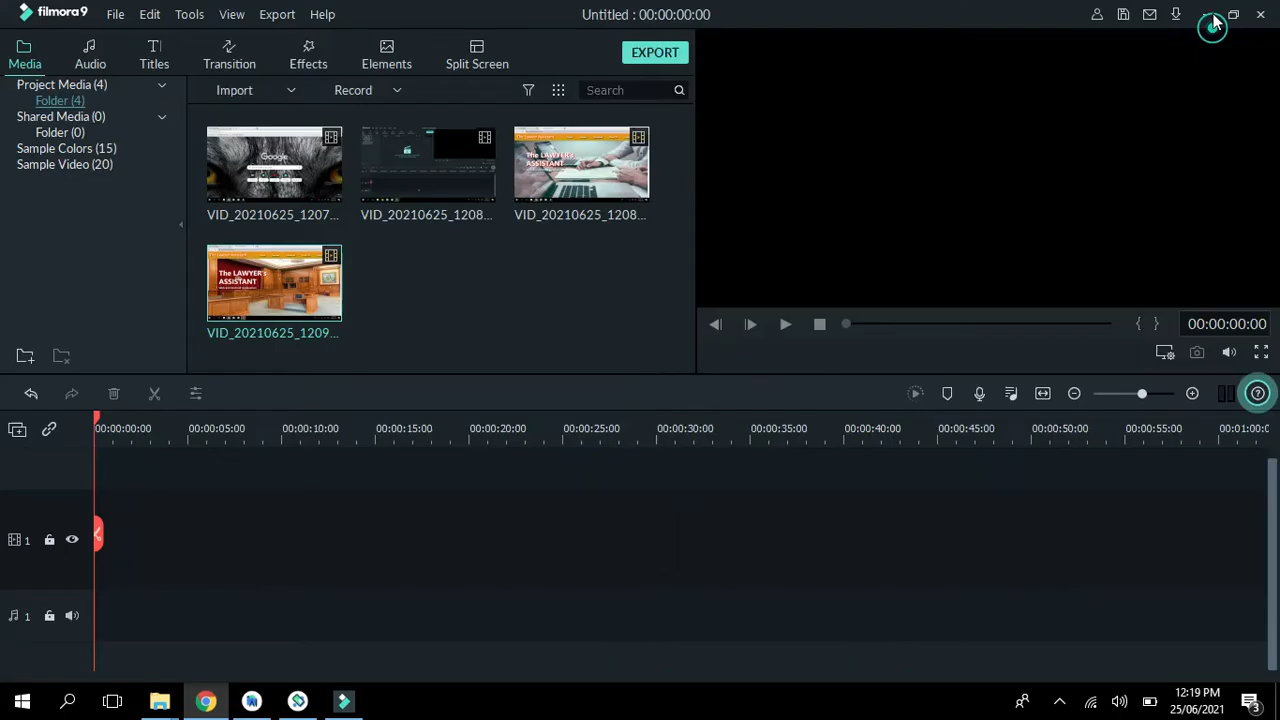 filmora9 File Edit Tools View Export Help Untitled : 00:00:00:00
Media Audio Titles Transition Effects Elements Split Screen EXPORT
Project Media (4)
Folder (4)
Shared Media (0)
Folder (0)
Sample Colors (15)
Sample Video (20)
Import Record Search
Google
The LAWYER's
ASSISTANT
VID_20210625_1207... VID_20210625_1208... VID_20210625_1208...
The LAWYER's
ASSISTANT
VID_20210625_1209...
{ } 00:00:00:00
00:00:00:00 00:00:05:00 00:00:10:00 00:00:15:00 00:00:20:00 00:00:25:00 00:00:30:00 00:00:35:00 00:00:40:00 00:00:45:00 00:00:50:00 00:00:55:00 00:01:00:0
1
1
12:19 PM
25/06/2021
3